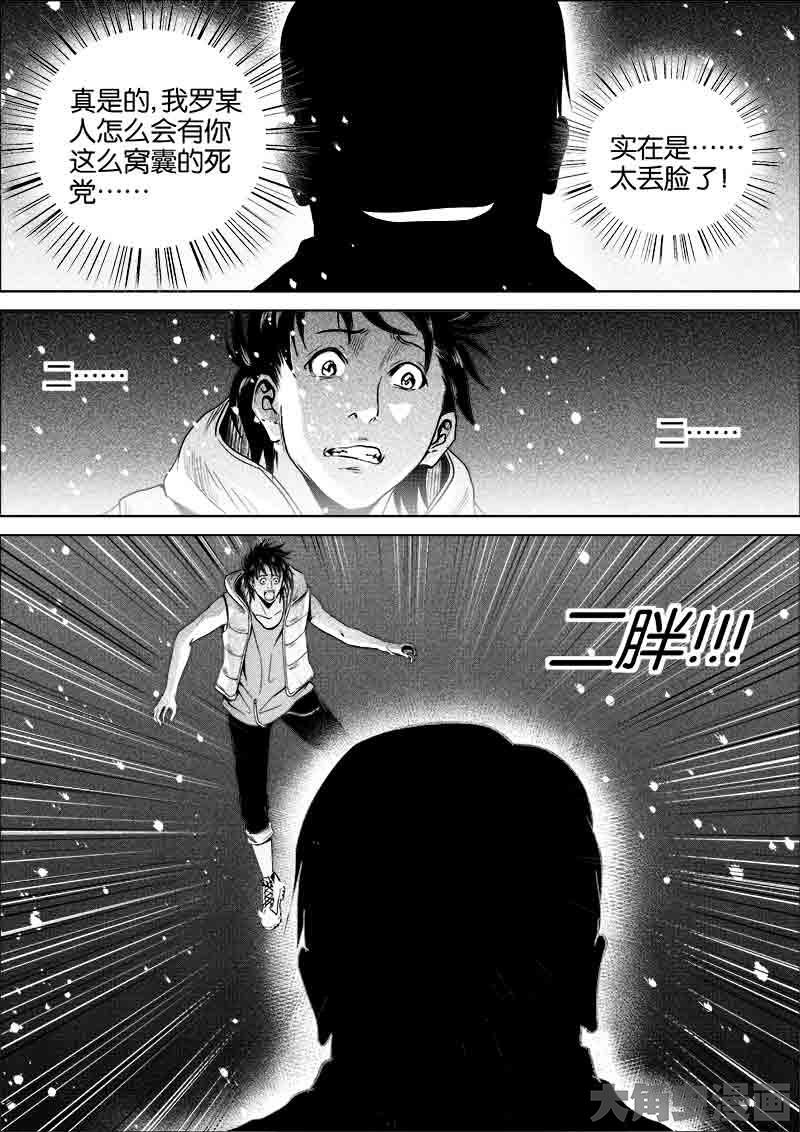 真是的，我罗某
人怎么会有你
这么窝囊的死
党……
实在是……
太丢脸了！
二……
二……
二胖!!!
大角 漫画